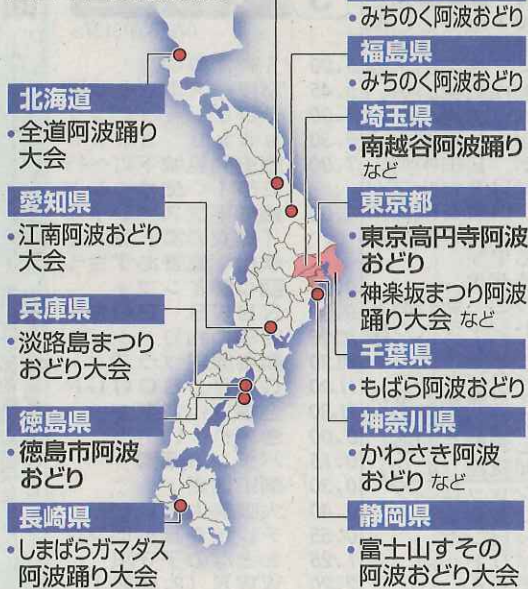 北海道
・全道阿波踊り
大会
愛知県
・江南阿波おどり
大会
兵庫県
・淡路島まつり
おどり大会
徳島県
・徳島市阿波
おどり
長崎県
・しまばらガマダス
阿波踊り大会
・みちのく阿波おどり
福島県
・みちのく阿波おどり
埼玉県
・南越谷阿波踊り
など
東京都
・東京高円寺阿波
おどり
・神楽坂まつり阿波
踊り大会 など
千葉県
・もばら阿波おどり
神奈川県
・かわさき阿波
おどり など
静岡県
・富士山すその
阿波おどり大会